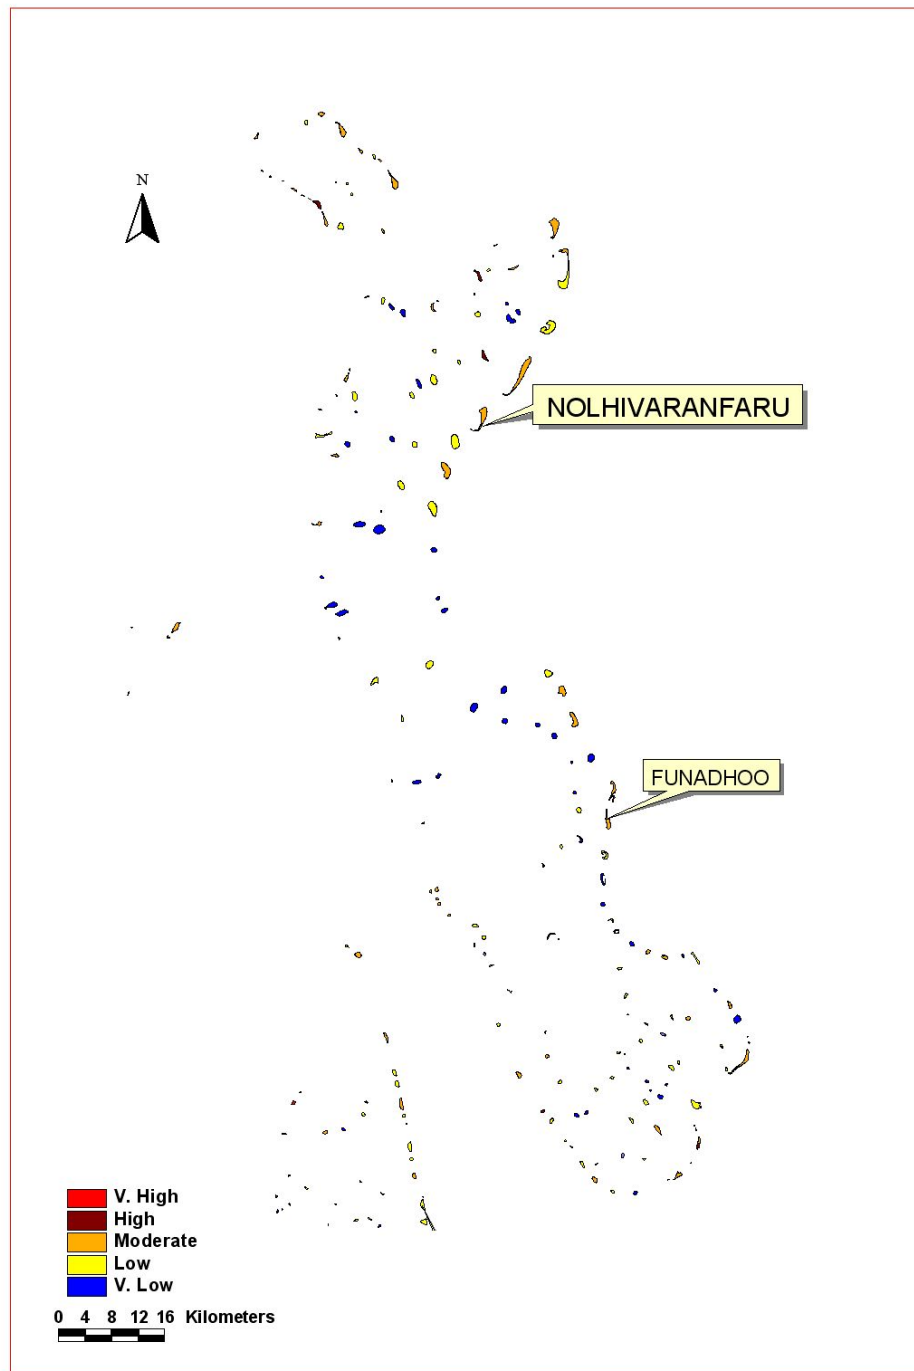 N
NOLHIVARANFARU
FUNADHOO
V. High
High
Moderate
Low
V. Low
0 4 8 12 16 Kilometers